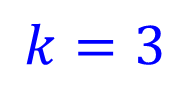 k = 3